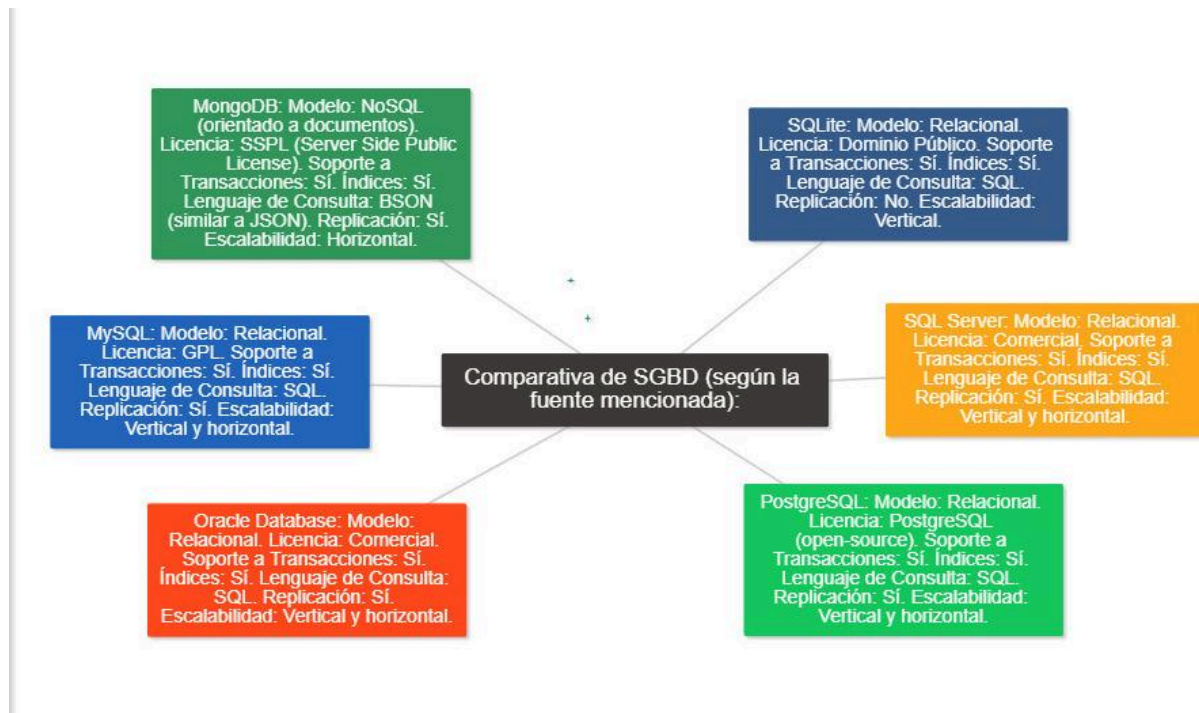 MongoDB: Modelo: NoSQL
(orientado a documentos).
Licencia: SSPL (Server Side Public
License). Soporte a
Transacciones: Sí. Índices: Sí.
Lenguaje de Consulta: BSON
(similar a JSON). Replicación: Sí.
Escalabilidad: Horizontal.
SQLite: Modelo: Relacional.
Licencia: Dominio Público. Soporte
a Transacciones: Sí. Índices: Sí.
Lenguaje de Consulta: SQL.
Replicación: No. Escalabilidad:
Vertical.
MySQL: Modelo: Relacional.
Licencia: GPL. Soporte a
Transacciones: Sí. Índices: Sí.
Lenguaje de Consulta: SQL.
Replicación: Sí. Escalabilidad:
Vertical y horizontal.
Comparativa de SGBD (según la
fuente mencionada):
SQL Server: Modelo: Relacional.
Licencia: Comercial. Soporte a
Transacciones: Sí. Índices: Sí.
Lenguaje de Consulta: SQL.
Replicación: Sí. Escalabilidad:
Vertical y horizontal.
Oracle Database: Modelo:
Relacional. Licencia: Comercial.
Soporte a Transacciones: Sí.
Índices: Sí. Lenguaje de Consulta:
SQL. Replicación: Sí.
Escalabilidad: Vertical y horizontal.
PostgreSQL: Modelo: Relacional.
Licencia: PostgreSQL
(open-source). Soporte a
Transacciones: Sí. Índices: Sí.
Lenguaje de Consulta: SQL.
Replicación: Sí. Escalabilidad:
Vertical y horizontal.